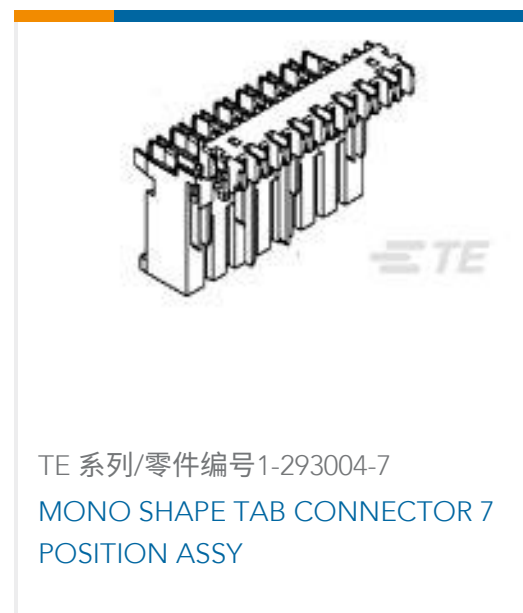 TE
TE 系列/零件编号1-293004-7
MONO SHAPE TAB CONNECTOR 7
POSITION ASSY